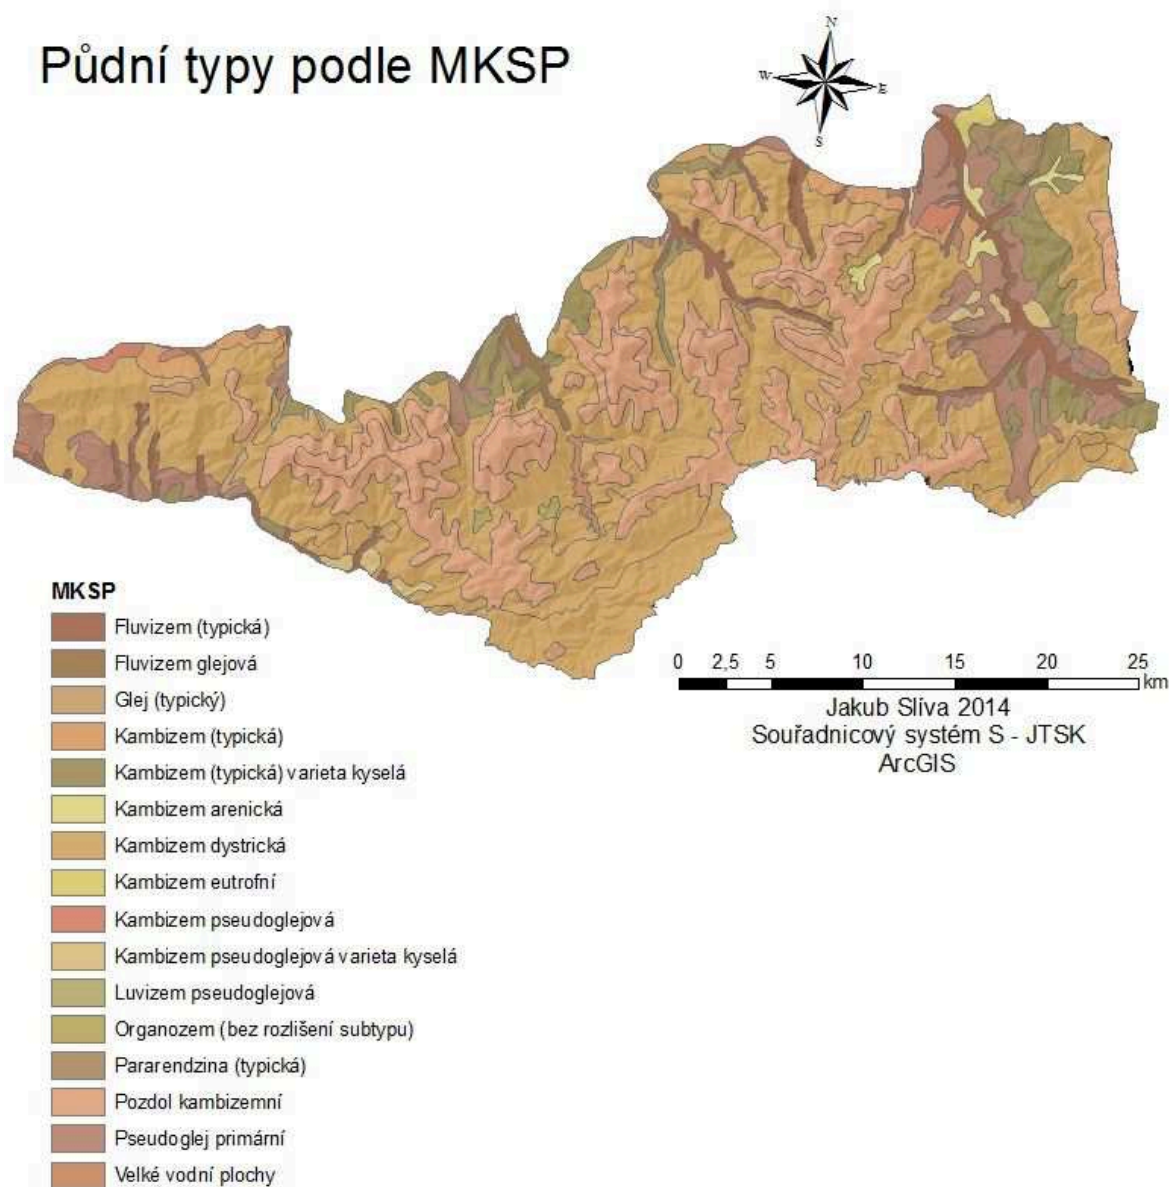 Půdní typy podle MKSP
N
W
E
S
MKSP
Fluvizem (typická)
Fluvizem glejová
Glej (typický)
Kambizem (typická)
Kambizem (typická) varieta kyselá
Kambizem arenická
Kambizem dystrická
Kambizem eutrofní
Kambizem pseudoglejová
Kambizem pseudoglejová varieta kyselá
Luvizem pseudoglejová
Organozem (bez rozlišení subtypu)
Pararendzina (typická)
Pozdol kambizemní
Pseudoglej primární
Velké vodní plochy
0 2,5 5 10 15 20 25
km
Jakub Slíva 2014
Souřadnicový systém S - JTSK
ArcGIS